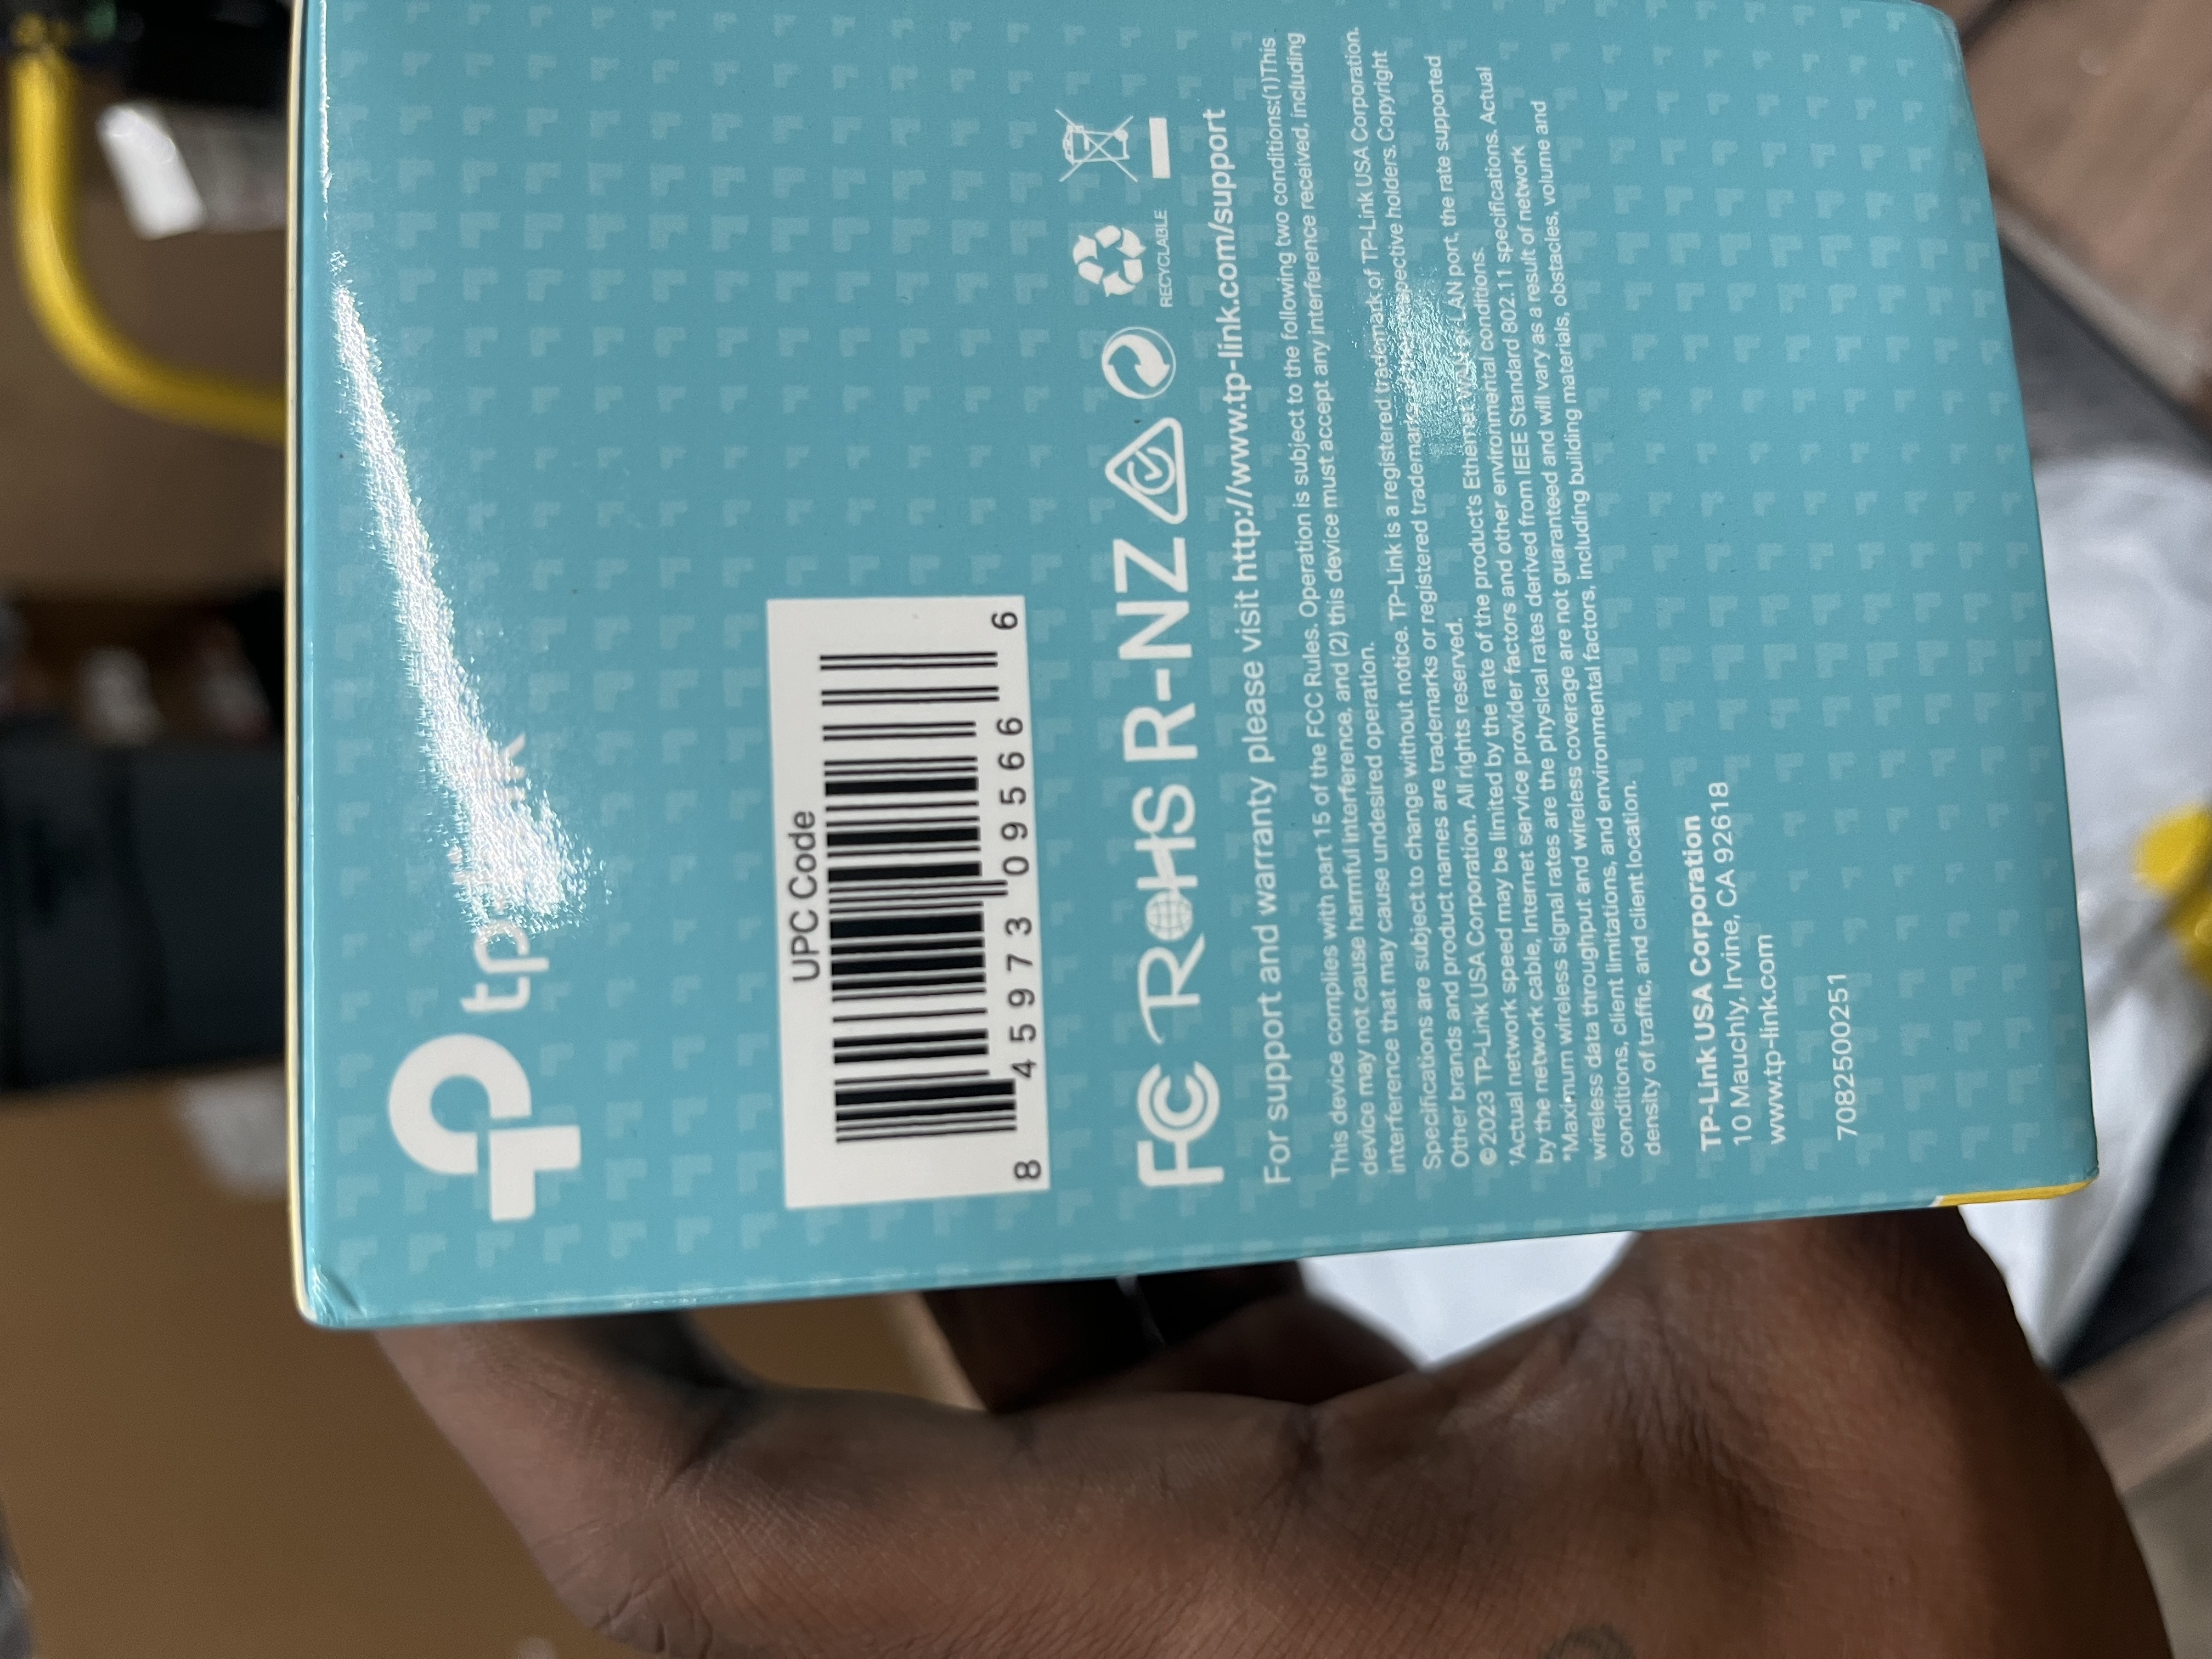 tp-link
UPC Code
8 45973 09566 6
FC RoHS R-NZ
RECYCLABLE
For support and warranty please visit http://www.tp-link.com/support
This device complies with part 15 of the FCC Rules. Operation is subject to the following two conditions:(1)This
device may not cause harmful interference, and (2) this device must accept any interference received, including
interference that may cause undesired operation.
Specifications are subject to change without notice. TP-Link is a registered trademark of TP-Link USA Corporation.
Other brands and product names are trademarks or registered trademarks respective holders. Copyright
©2023 TP-Link USA Corporation. All rights reserved.
†Actual network speed may be limited by the rate of the product's Ethernet WAN or LAN port, the rate supported
by the network cable, Internet service provider factors and other environmental conditions.
*Maximum wireless signal rates are the physical rates derived from IEEE Standard 802.11 specifications. Actual
wireless data throughput and wireless coverage are not guaranteed and will vary as a result of network
conditions, client limitations, and environmental factors, including building materials, obstacles, volume and
density of traffic, and client location.
TP-Link USA Corporation
10 Mauchly, Irvine, CA 92618
www.tp-link.com
7082500251